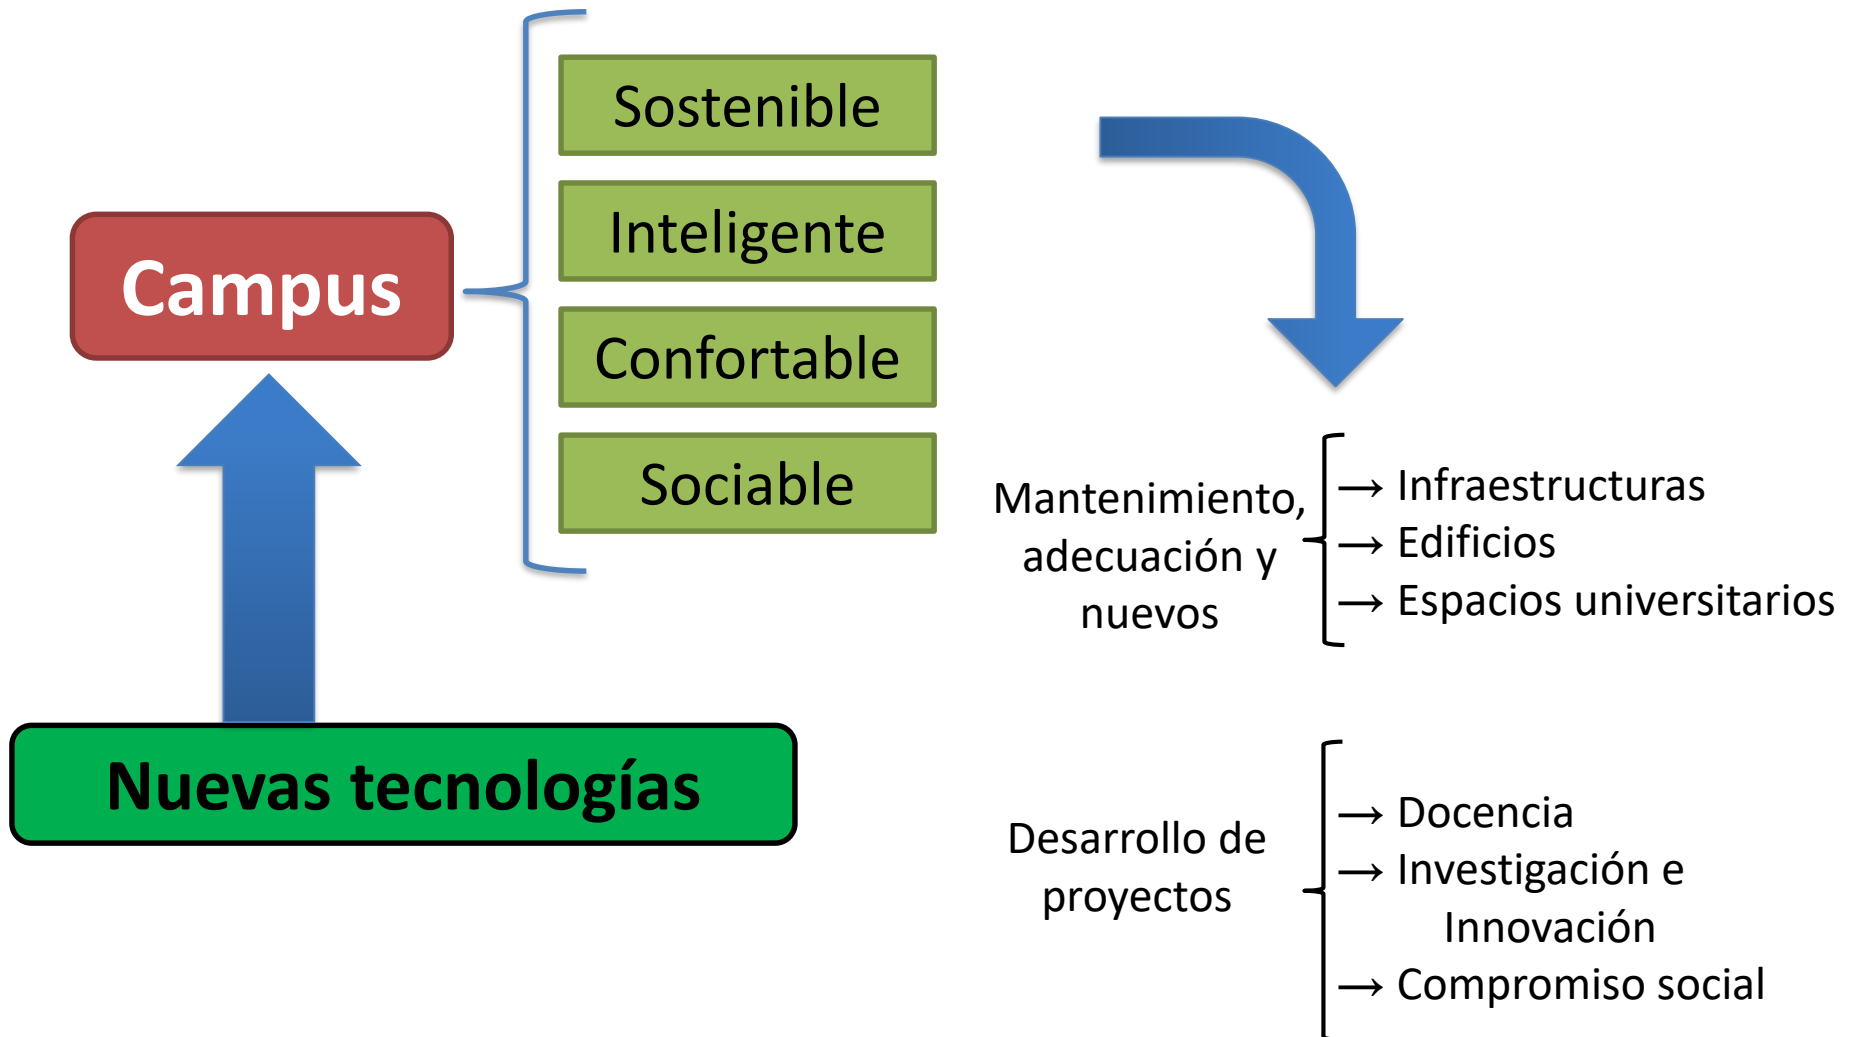 Campus
Sostenible
Inteligente
Confortable
Sociable
Nuevas tecnologías
Mantenimiento,
adecuación y
nuevos
→ Infraestructuras
→ Edificios
→ Espacios universitarios
Desarrollo de
proyectos
→ Docencia
→ Investigación e
Innovación
→ Compromiso social